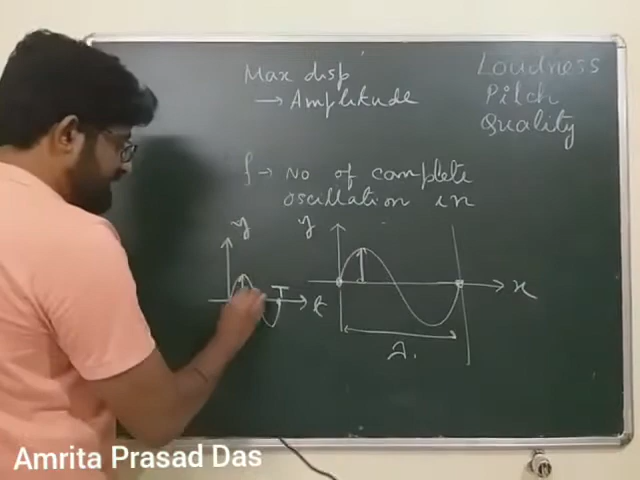 Max disp
→ Amplitude
Loudness
Pitch
Quality
f → No of complete
oscillation in
y
T
t
y
x
λ
Amrita Prasad Das